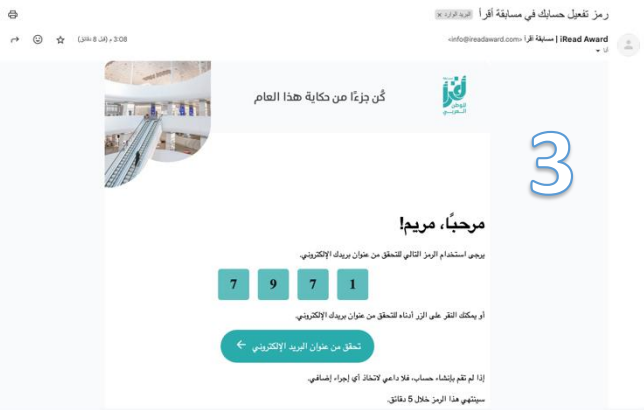 رمز تفعيل حسابك في مسابقة أقرأ البريد الوارد ×
iRead Award | مسابقة أقرأ <info@ireadaward.com>
3:08 م (قبل 8 دقائق)
أنا
أقرأ
للوطن
العربي
كُن جزءًا من حكاية هذا العام
3
مرحبًا، مريم!
يرجى استخدام الرمز التالي للتحقق من عنوان بريدك الإلكتروني.
7 9 7 1
أو يمكنك النقر على الزر أدناه للتحقق من عنوان بريدك الإلكتروني.
تحقق من عنوان البريد الإلكتروني ←
إذا لم تقم بإنشاء حساب، فلا داعي لاتخاذ أي إجراء إضافي.
سينتهي هذا الرمز خلال 5 دقائق.